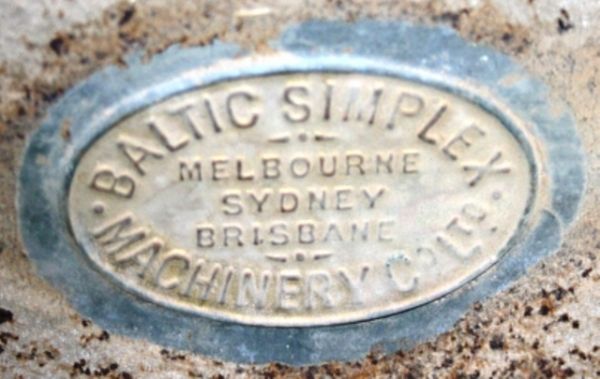 BALTIC SIMPLEX
MELBOURNE
SYDNEY
BRISBANE
MACHINERY Co LTD.